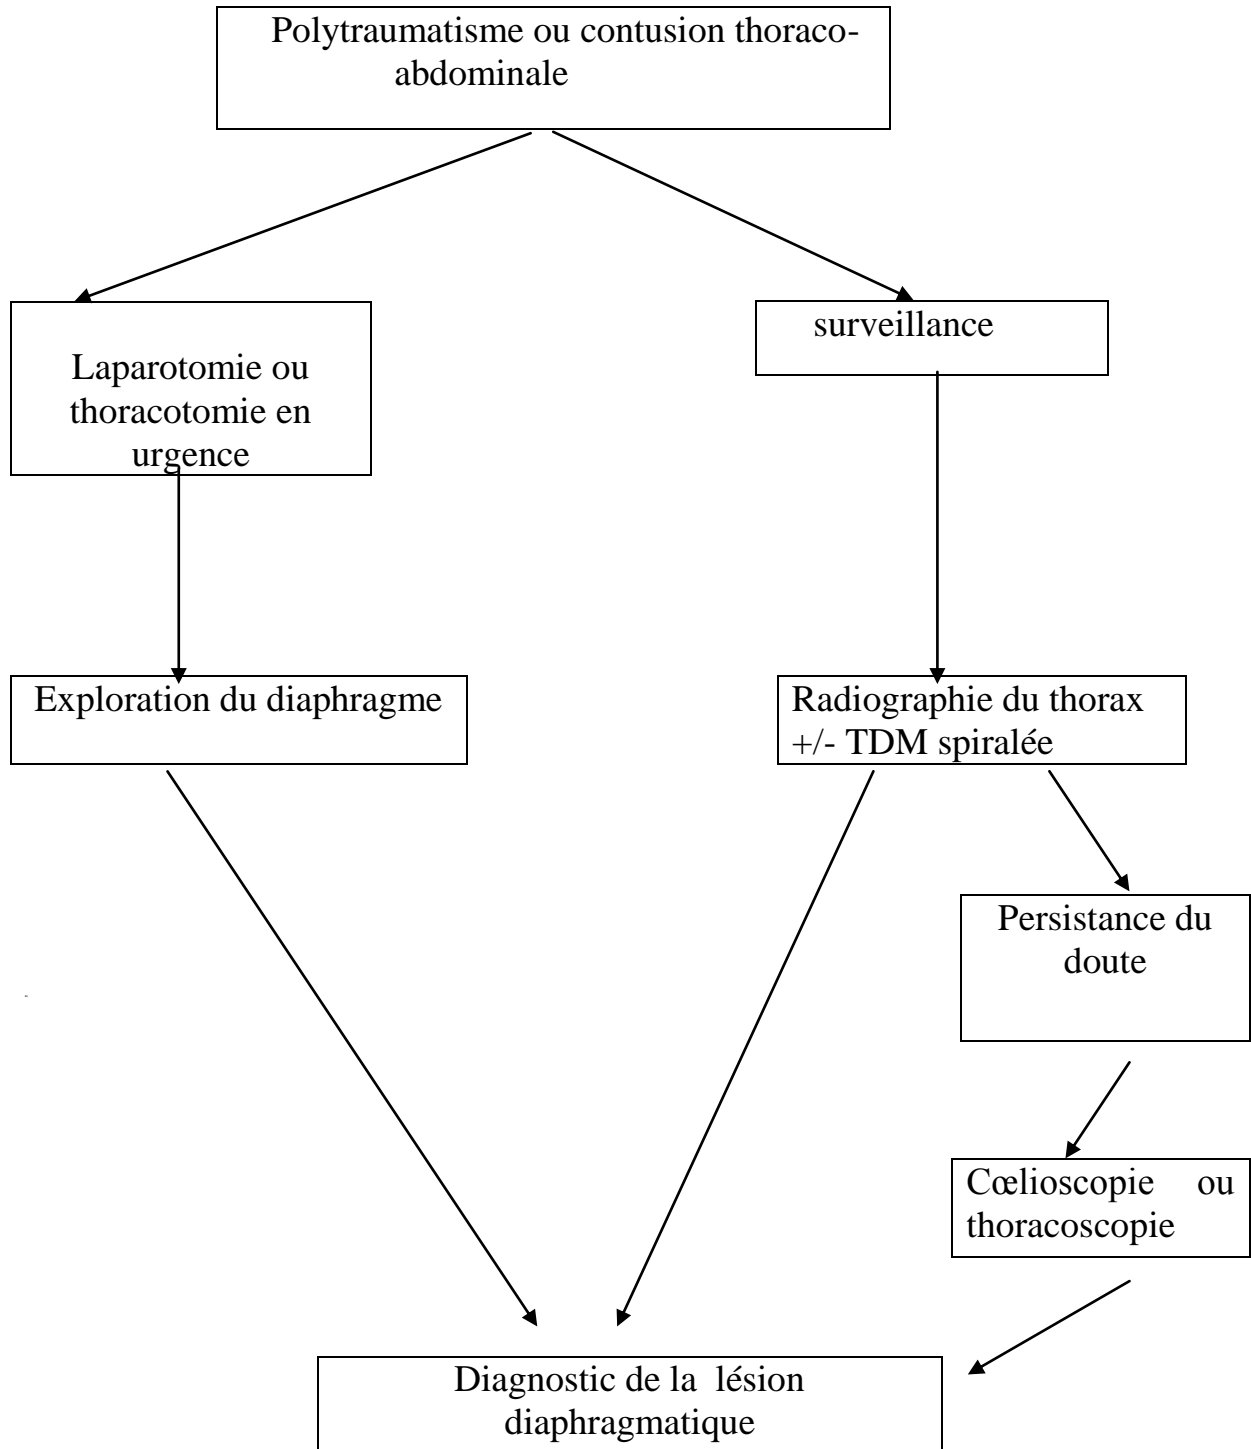 Polytraumatisme ou contusion thoraco-
abdominale
surveillance
Laparotomie ou
thoracotomie en
urgence
Exploration du diaphragme
Radiographie du thorax
+/- TDM spiralée
Persistance du
doute
Cœlioscopie ou
thoracoscopie
Diagnostic de la lésion
diaphragmatique